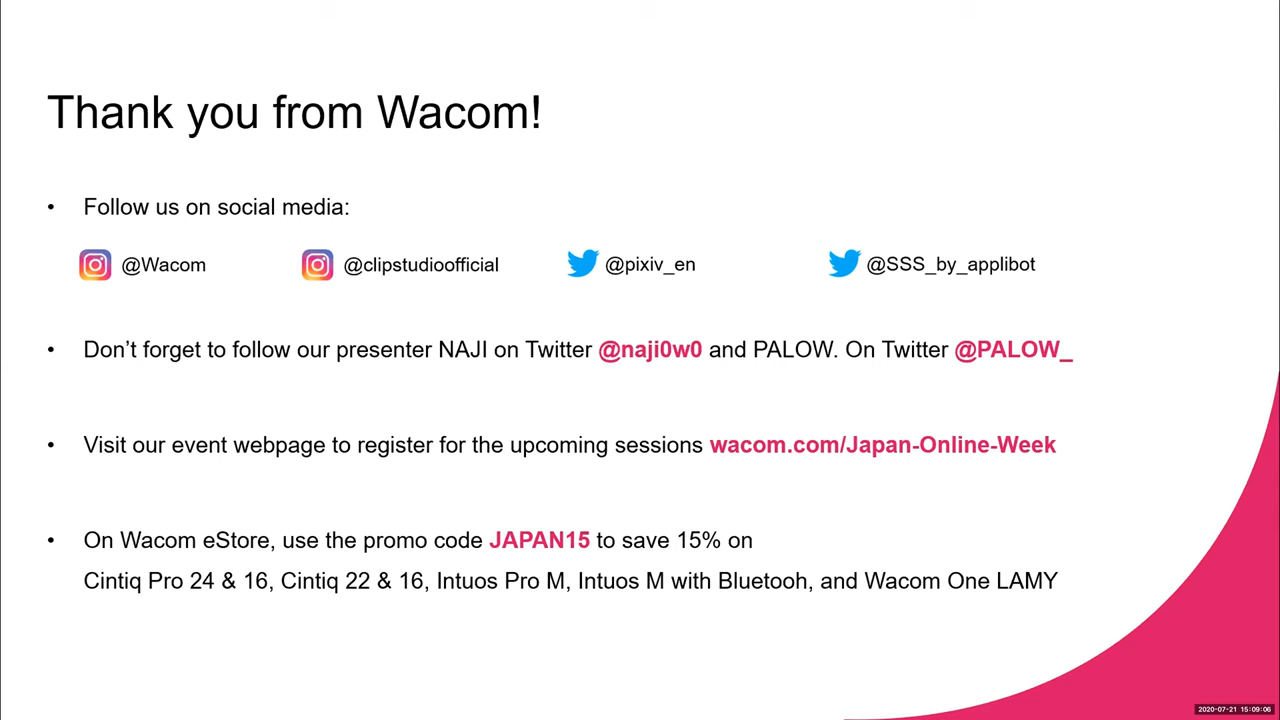 Thank you from Wacom!
• Follow us on social media:
@Wacom @clipstudioofficial @pixiv_en @SSS_by_applibot
• Don’t forget to follow our presenter NAJI on Twitter @naji0w0 and PALOW. On Twitter @PALOW_
• Visit our event webpage to register for the upcoming sessions wacom.com/Japan-Online-Week
• On Wacom eStore, use the promo code JAPAN15 to save 15% on
Cintiq Pro 24 & 16, Cintiq 22 & 16, Intuos Pro M, Intuos M with Bluetooh, and Wacom One LAMY
2020-07-21 15:09:06